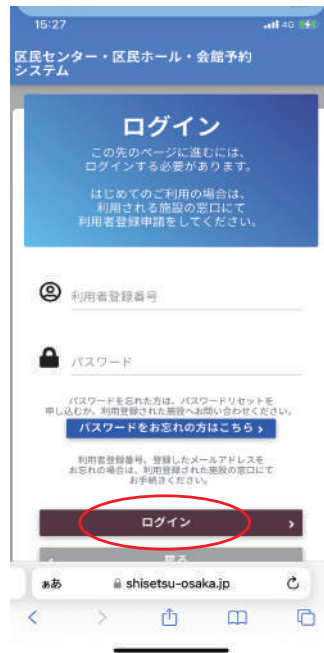 15:27
4G
区民センター・区民ホール・会館予約
システム
ログイン
この先のページに進むには、
ログインする必要があります。
はじめてのご利用の場合は、
利用される施設の窓口にて
利用者登録申請をしてください。
利用者登録番号
パスワード
パスワードを忘れた方は、パスワードリセットを
申し込むか、利用登録された施設へお問い合わせください。
パスワードをお忘れの方はこちら
利用者登録番号、登録したメールアドレスを
お忘れの場合は、利用登録された施設の窓口にて
お手続きください。
ログイン
戻る
ぁあ
shisetsu-osaka.jp